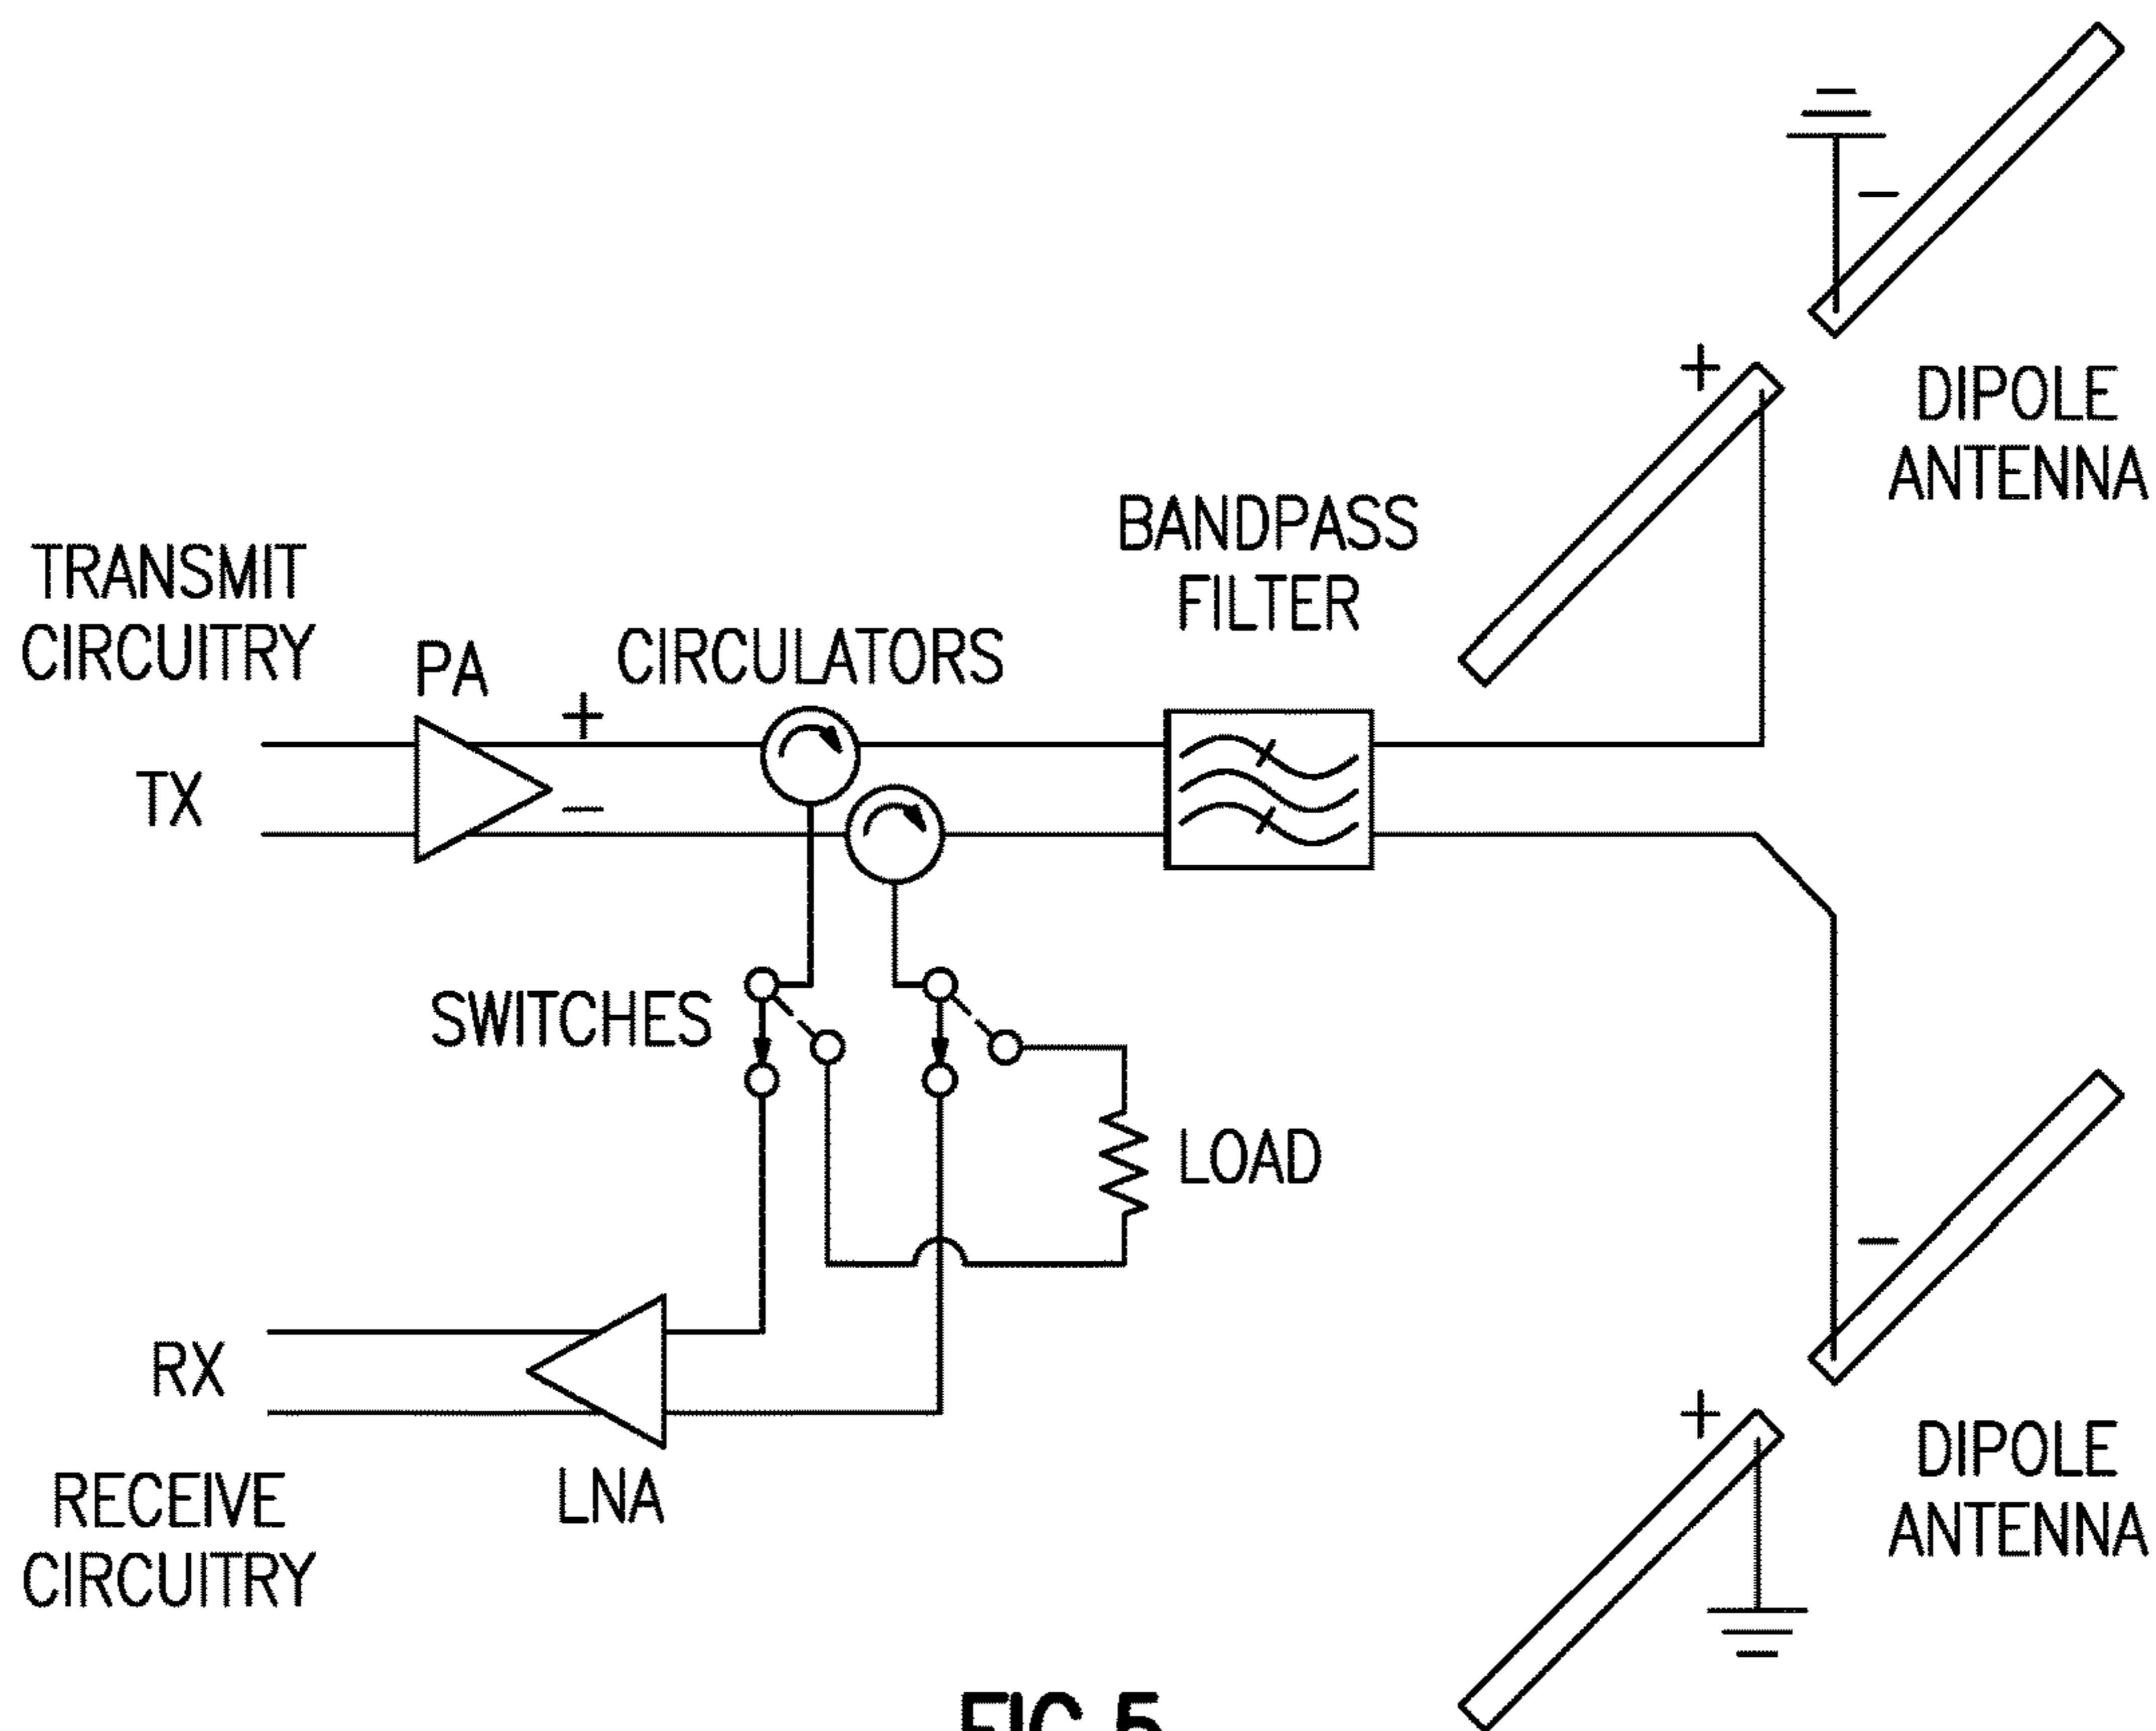 DIPOLE
ANTENNA
BANDPASS
FILTER
TRANSMIT
CIRCUITRY
PA
CIRCULATORS
+
−
+
−
TX
SWITCHES
LOAD
RX
LNA
RECEIVE
CIRCUITRY
−
+
DIPOLE
ANTENNA
FIG. 5